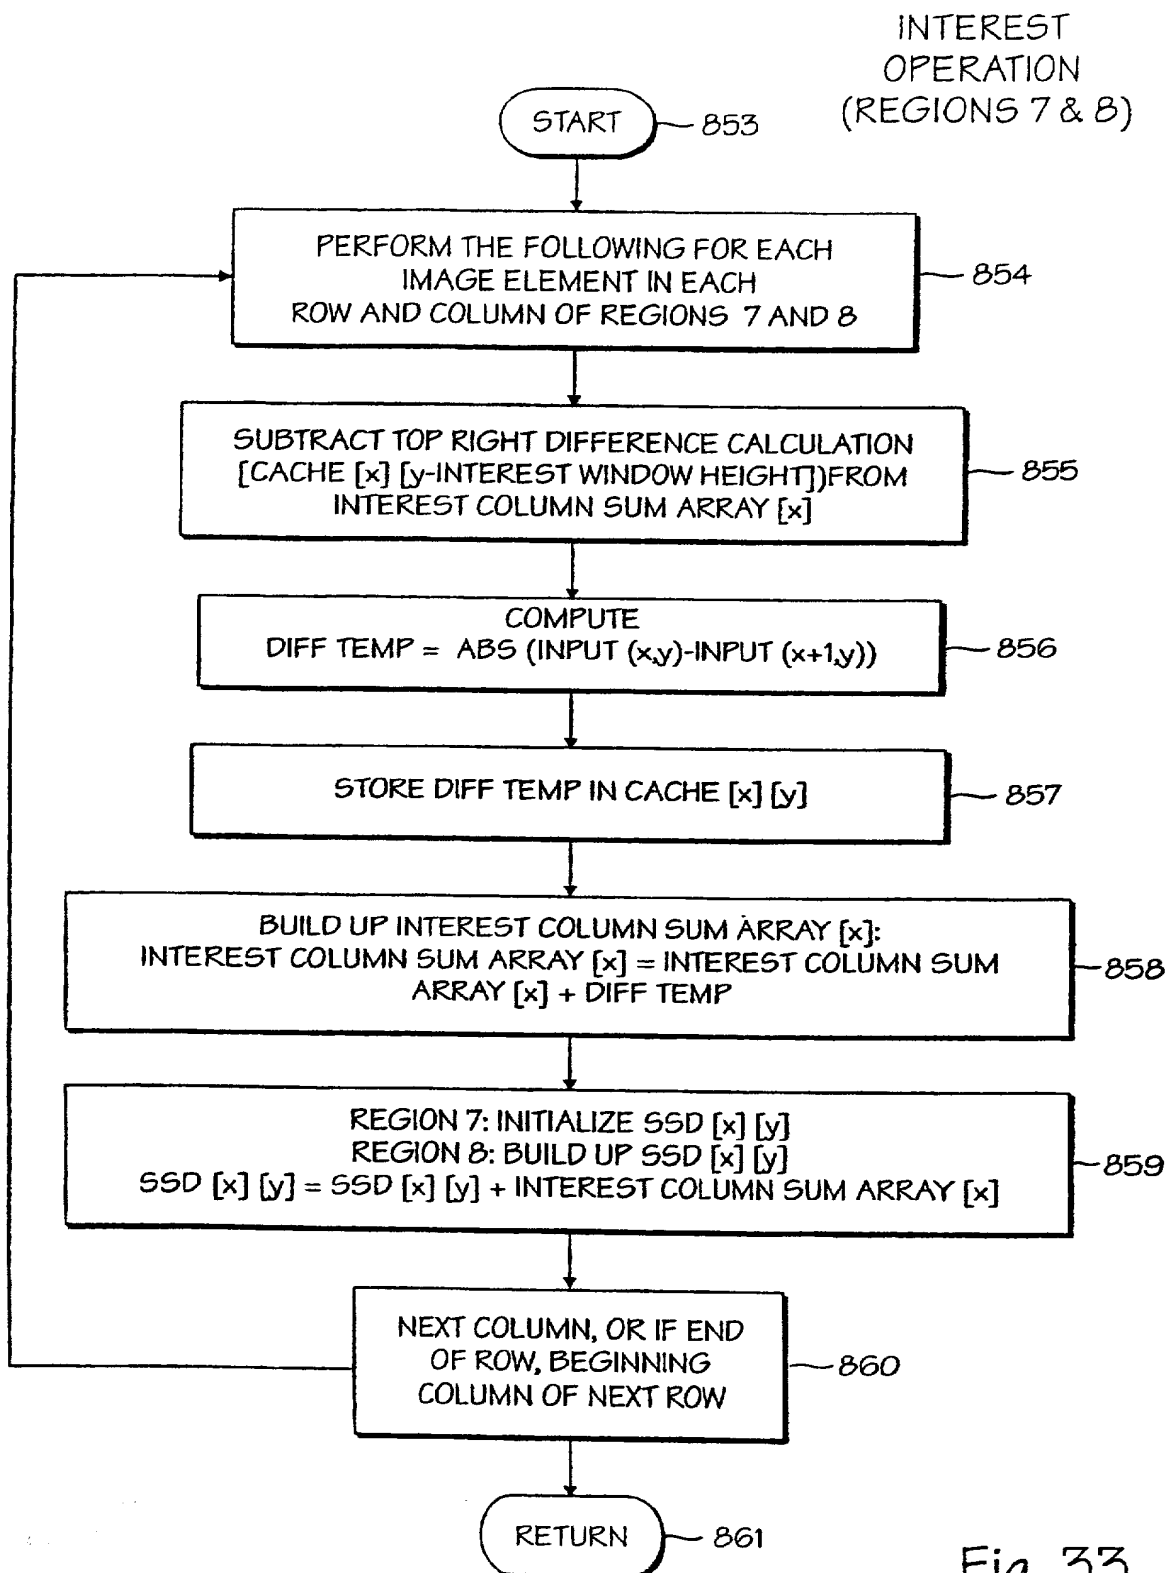 INTEREST
OPERATION
(REGIONS 7 & 8)
START
853
PERFORM THE FOLLOWING FOR EACH
IMAGE ELEMENT IN EACH
ROW AND COLUMN OF REGIONS 7 AND 8
854
SUBTRACT TOP RIGHT DIFFERENCE CALCULATION
[CACHE [x] [y-INTEREST WINDOW HEIGHT])FROM
INTEREST COLUMN SUM ARRAY [x]
855
COMPUTE
DIFF TEMP = ABS (INPUT (x,y)-INPUT (x+1,y))
856
STORE DIFF TEMP IN CACHE [x] [y]
857
BUILD UP INTEREST COLUMN SUM ARRAY [x]:
INTEREST COLUMN SUM ARRAY [x] = INTEREST COLUMN SUM
ARRAY [x] + DIFF TEMP
858
REGION 7: INITIALIZE SSD [x] [y]
REGION 8: BUILD UP SSD [x] [y]
SSD [x] [y] = SSD [x] [y] + INTEREST COLUMN SUM ARRAY [x]
859
NEXT COLUMN, OR IF END
OF ROW, BEGINNING
COLUMN OF NEXT ROW
860
RETURN
861
Fig. 33